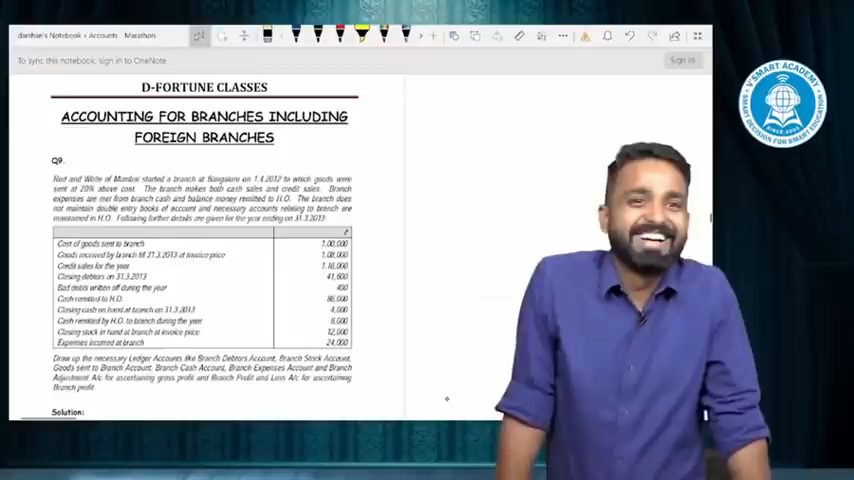 danthan's Notebook » Accounts Marathon
To sync this notebook, sign in to OneNote
Sign in
D-FORTUNE CLASSES
ACCOUNTING FOR BRANCHES INCLUDING
FOREIGN BRANCHES
Q9.
Red and White of Mumbai started a branch at Bangalore on 1.4.2012 to which goods were
sent at 20% above cost. The branch makes both cash sales and credit sales. Branch
expenses are met from branch cash and balance money remitted to H.O. The branch does
not maintain double entry books of account and necessary accounts relating to branch are
maintained in H.O. Following further details are given for the year ending on 31.3.2013:
₹
Cost of goods sent to branch 1,00,000
Goods received by branch till 31.3.2013 at invoice price 1,08,000
Credit sales for the year 1,16,000
Closing debtors on 31.3.2013 41,600
Bad debts written off during the year 400
Cash remitted to H.O. 86,000
Closing cash on hand at branch on 31.3.2013 4,000
Cash remitted by H.O. to branch during the year 6,000
Closing stock in hand at branch at invoice price 12,000
Expenses incurred at branch 24,000
Draw up the necessary Ledger Accounts like Branch Debtors Account, Branch Stock Account,
Goods sent to Branch Account, Branch Cash Account, Branch Expenses Account and Branch
Adjustment A/c for ascertaining gross profit and Branch Profit and Loss A/c for ascertaining
Branch profit.
Solution:
V'SMART ACADEMY
SINCE-2005
SMART DECISION FOR SMART EDUCATION